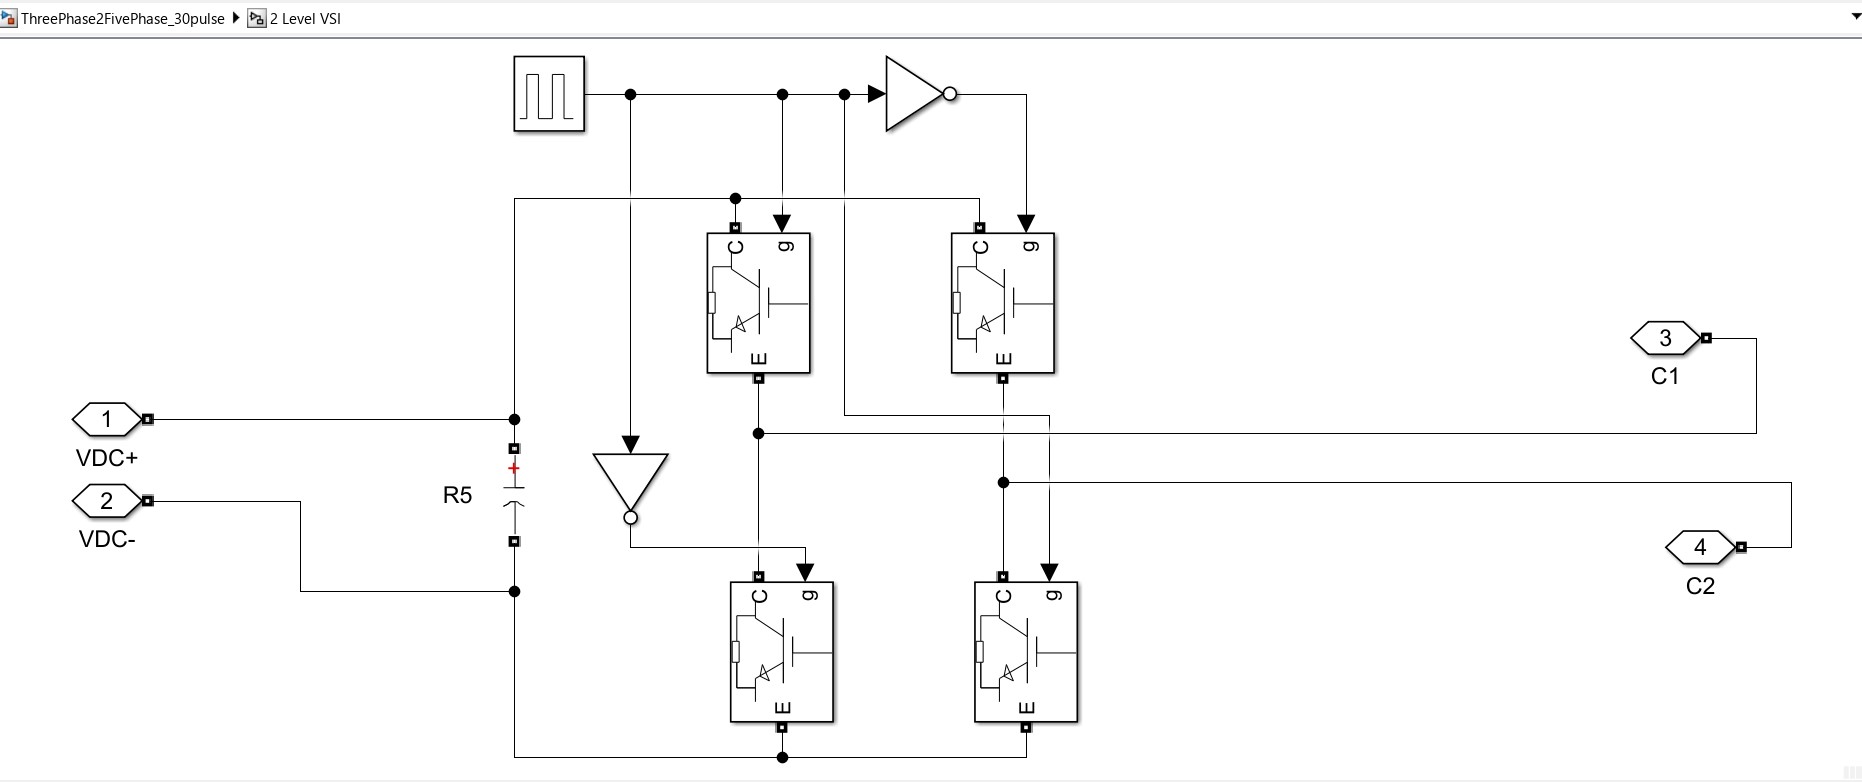 ThreePhase2FivePhase_30pulse 2 Level VSI
C g
C g
E
E
3
C1
1
VDC+
+
R5
2
VDC-
4
C2
C g
C g
E
E